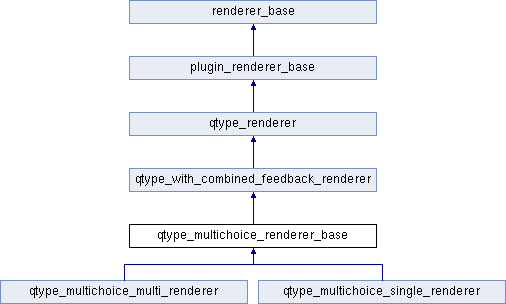 renderer_base
plugin_renderer_base
qtype_renderer
qtype_with_combined_feedback_renderer
qtype_multichoice_renderer_base
qtype_multichoice_multi_renderer
qtype_multichoice_single_renderer